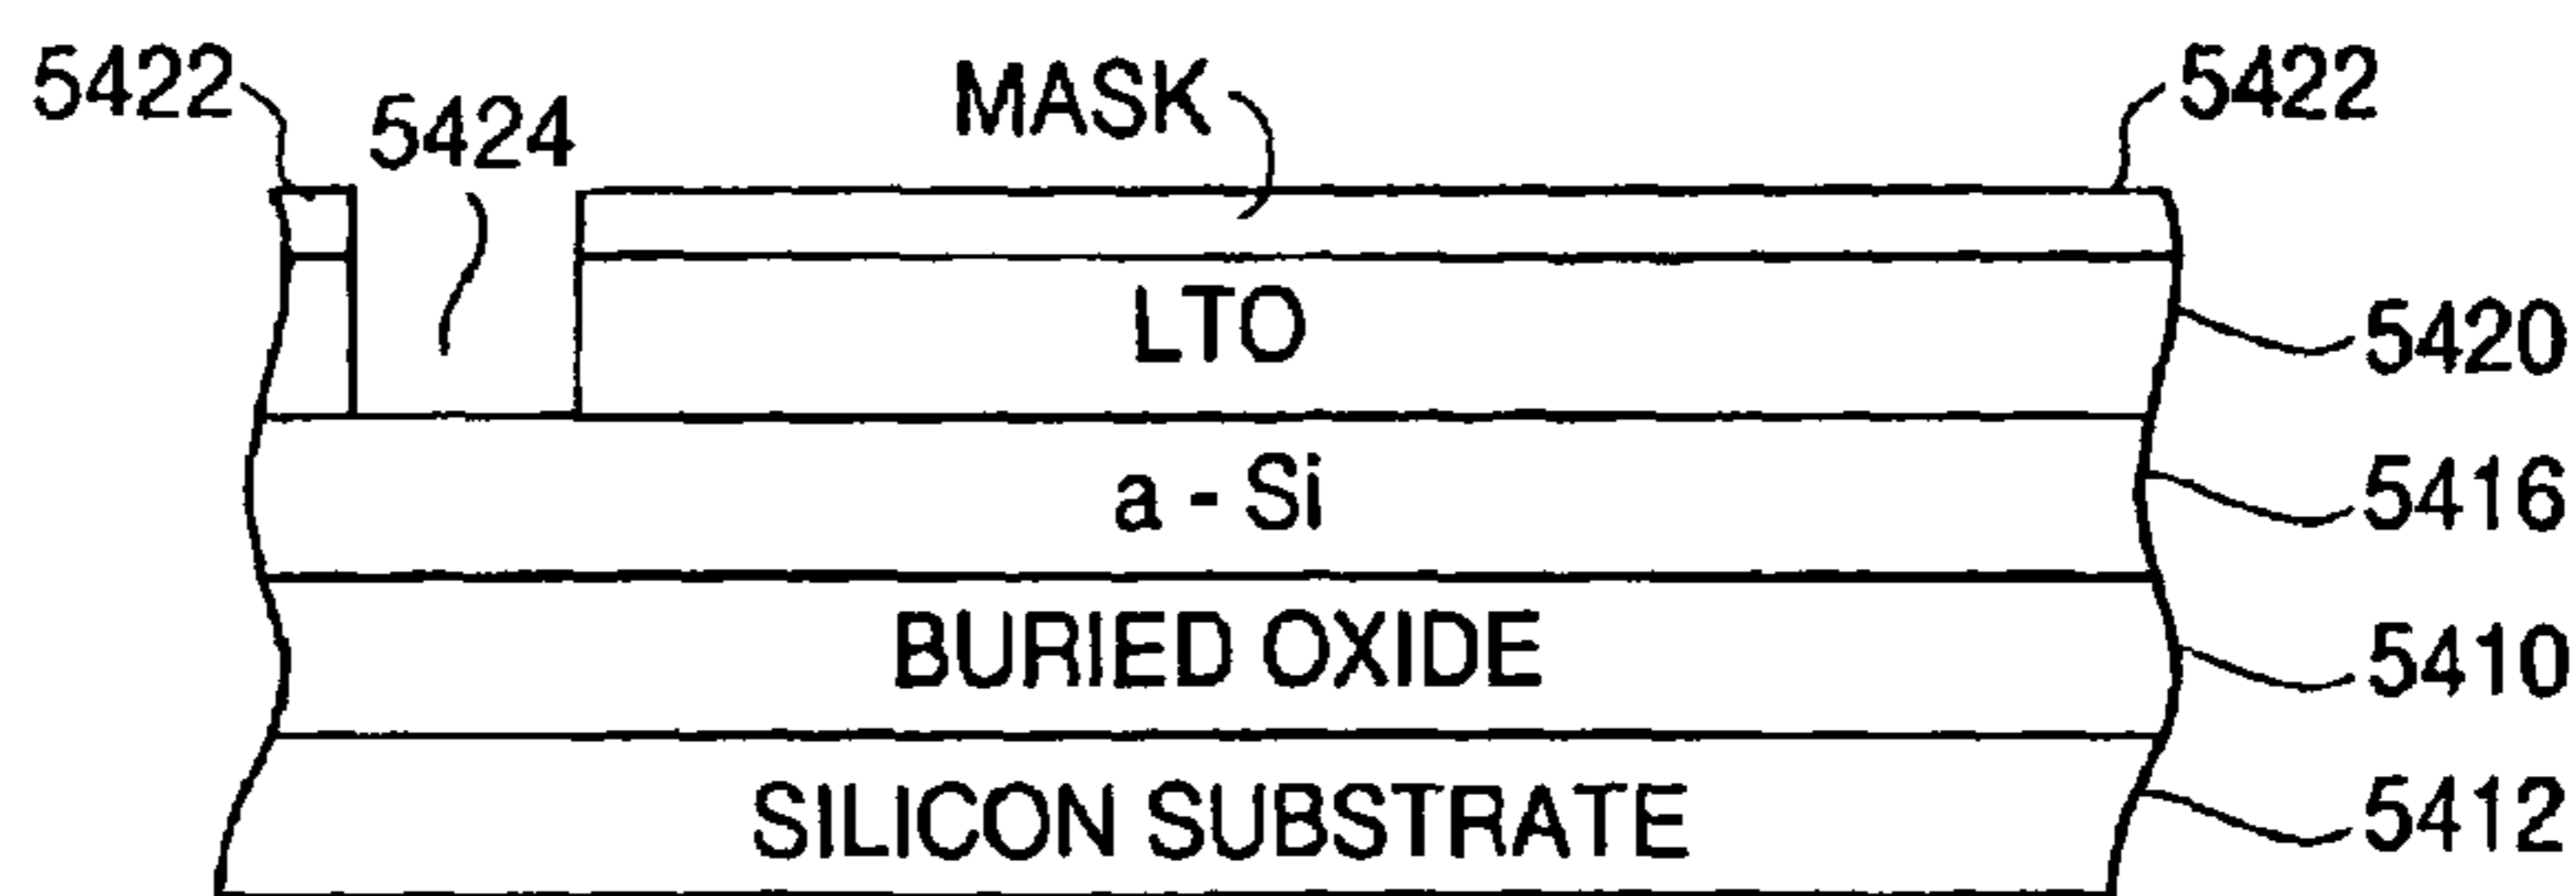 5422
5424
MASK
5422
LTO
5420
a - Si
5416
BURIED OXIDE
5410
SILICON SUBSTRATE
5412